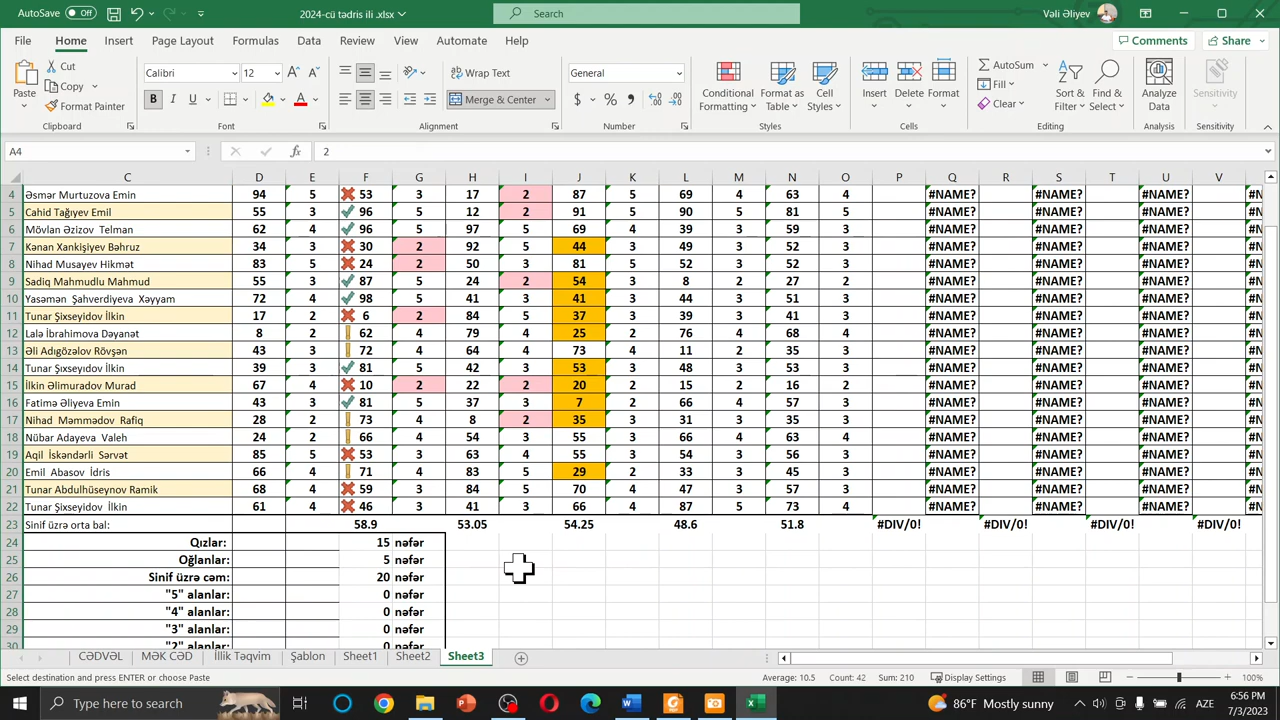 AutoSave Off 2024-cü tədris ili.xlsx Search Vəli Əliyev
File Home Insert Page Layout Formulas Data Review View Automate Help Comments Share
Paste Cut Copy Format Painter Calibri 12 Wrap Text Merge & Center General Conditional Formatting Format as Table Cell Styles Insert Delete Format AutoSum Fill Clear Sort & Filter Find & Select Analyze Data Sensitivity
Clipboard Font Alignment Number Styles Cells Editing Analysis Sensitivity
A4 2
C D E F G H I J K L M N O P Q R S T U V
4 Əsmər Murtuzova Emin 94 5 53 3 17 2 87 5 69 4 63 4 #NAME? #NAME? #NAME? #N
5 Cahid Tağıyev Emil 55 3 96 5 12 2 91 5 90 5 81 5 #NAME? #NAME? #NAME? #N
6 Mövlan Əzizov Telman 62 4 96 5 97 5 69 4 39 3 59 3 #NAME? #NAME? #NAME? #N
7 Kənan Xankişiyev Bəhruz 34 3 30 2 92 5 44 3 49 3 52 3 #NAME? #NAME? #NAME? #N
8 Nihad Musayev Hikmət 83 5 24 2 50 3 81 5 52 3 52 3 #NAME? #NAME? #NAME? #N
9 Sadiq Mahmudlu Mahmud 55 3 87 5 24 2 54 3 8 2 27 2 #NAME? #NAME? #NAME? #N
10 Yasəmən Şahverdiyeva Xəyyam 72 4 98 5 41 3 41 3 44 3 51 3 #NAME? #NAME? #NAME? #N
11 Tunar Şixseyidov İlkin 17 2 6 2 84 5 37 3 39 3 41 3 #NAME? #NAME? #NAME? #N
12 Lalə İbrahimova Dəyanət 8 2 62 4 79 4 25 2 76 4 68 4 #NAME? #NAME? #NAME? #N
13 Əli Adıgözəlov Rövşən 43 3 72 4 64 4 73 4 11 2 35 3 #NAME? #NAME? #NAME? #N
14 Tunar Şıxseyidov İlkin 39 3 81 5 42 3 53 3 48 3 53 3 #NAME? #NAME? #NAME? #N
15 İlkin Əlimuradov Murad 67 4 10 2 22 2 20 2 15 2 16 2 #NAME? #NAME? #NAME? #N
16 Fatimə Əliyeva Emin 43 3 81 5 37 3 7 2 66 4 57 3 #NAME? #NAME? #NAME? #N
17 Nihad Məmmədov Rafiq 28 2 73 4 8 2 35 3 31 3 35 3 #NAME? #NAME? #NAME? #N
18 Nübar Adayeva Valeh 24 2 66 4 54 3 55 3 66 4 63 4 #NAME? #NAME? #NAME? #N
19 Aqil İskəndərli Sərvət 85 5 53 3 63 4 55 3 54 3 56 3 #NAME? #NAME? #NAME? #N
20 Emil Abasov İdris 66 4 71 4 83 5 29 2 33 3 45 3 #NAME? #NAME? #NAME? #N
21 Tunar Abdulhüseynov Ramik 68 4 59 3 84 5 70 4 47 3 57 3 #NAME? #NAME? #NAME? #N
22 Tunar Şixseyidov İlkin 61 4 46 3 41 3 66 4 87 5 73 4 #NAME? #NAME? #NAME? #N
23 Sinif üzrə orta bal: 58.9 53.05 54.25 48.6 51.8 #DIV/0! #DIV/0! #DIV/0! #DIV/0!
24 Qızlar: 15 nəfər
25 Oğlanlar: 5 nəfər
26 Sinif üzrə cəm: 20 nəfər
27 "5" alanlar: 0 nəfər
28 "4" alanlar: 0 nəfər
29 "3" alanlar: 0 nəfər
30 "2" alanlar: 0 nəfər
CƏDVƏL MƏK CƏD İllik Təqvim Şablon Sheet1 Sheet2 Sheet3
Select destination and press ENTER or choose Paste Average: 10.5 Count: 42 Sum: 210 Display Settings 100%
Type here to search 86°F Mostly sunny AZE 6:56 PM
7/3/2023